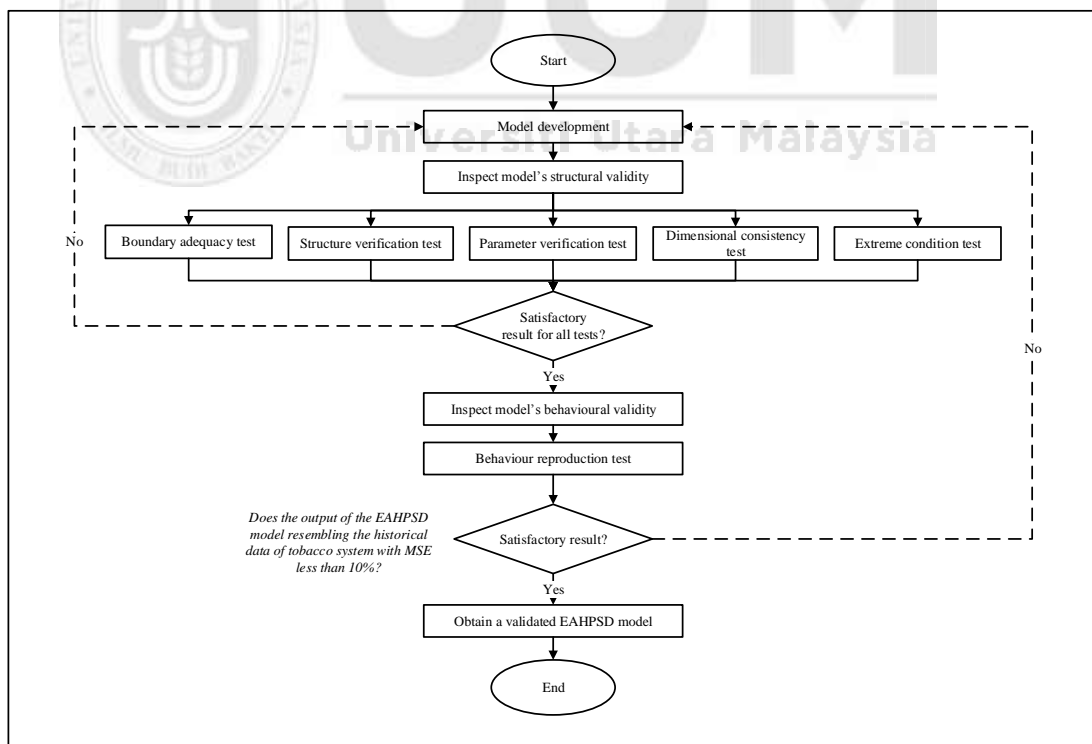 UUM
Universiti Utara Malaysia
Start
Model development
Inspect model's structural validity
No
Boundary adequacy test
Structure verification test
Parameter verification test
Dimensional consistency
test
Extreme condition test
Satisfactory
result for all tests?
No
Yes
Inspect model's behavioural validity
Behaviour reproduction test
Does the output of the EAHPSD
model resembling the historical
data of tobacco system with MSE
less than 10%?
Satisfactory result?
Yes
Obtain a validated EAHPSD model
End